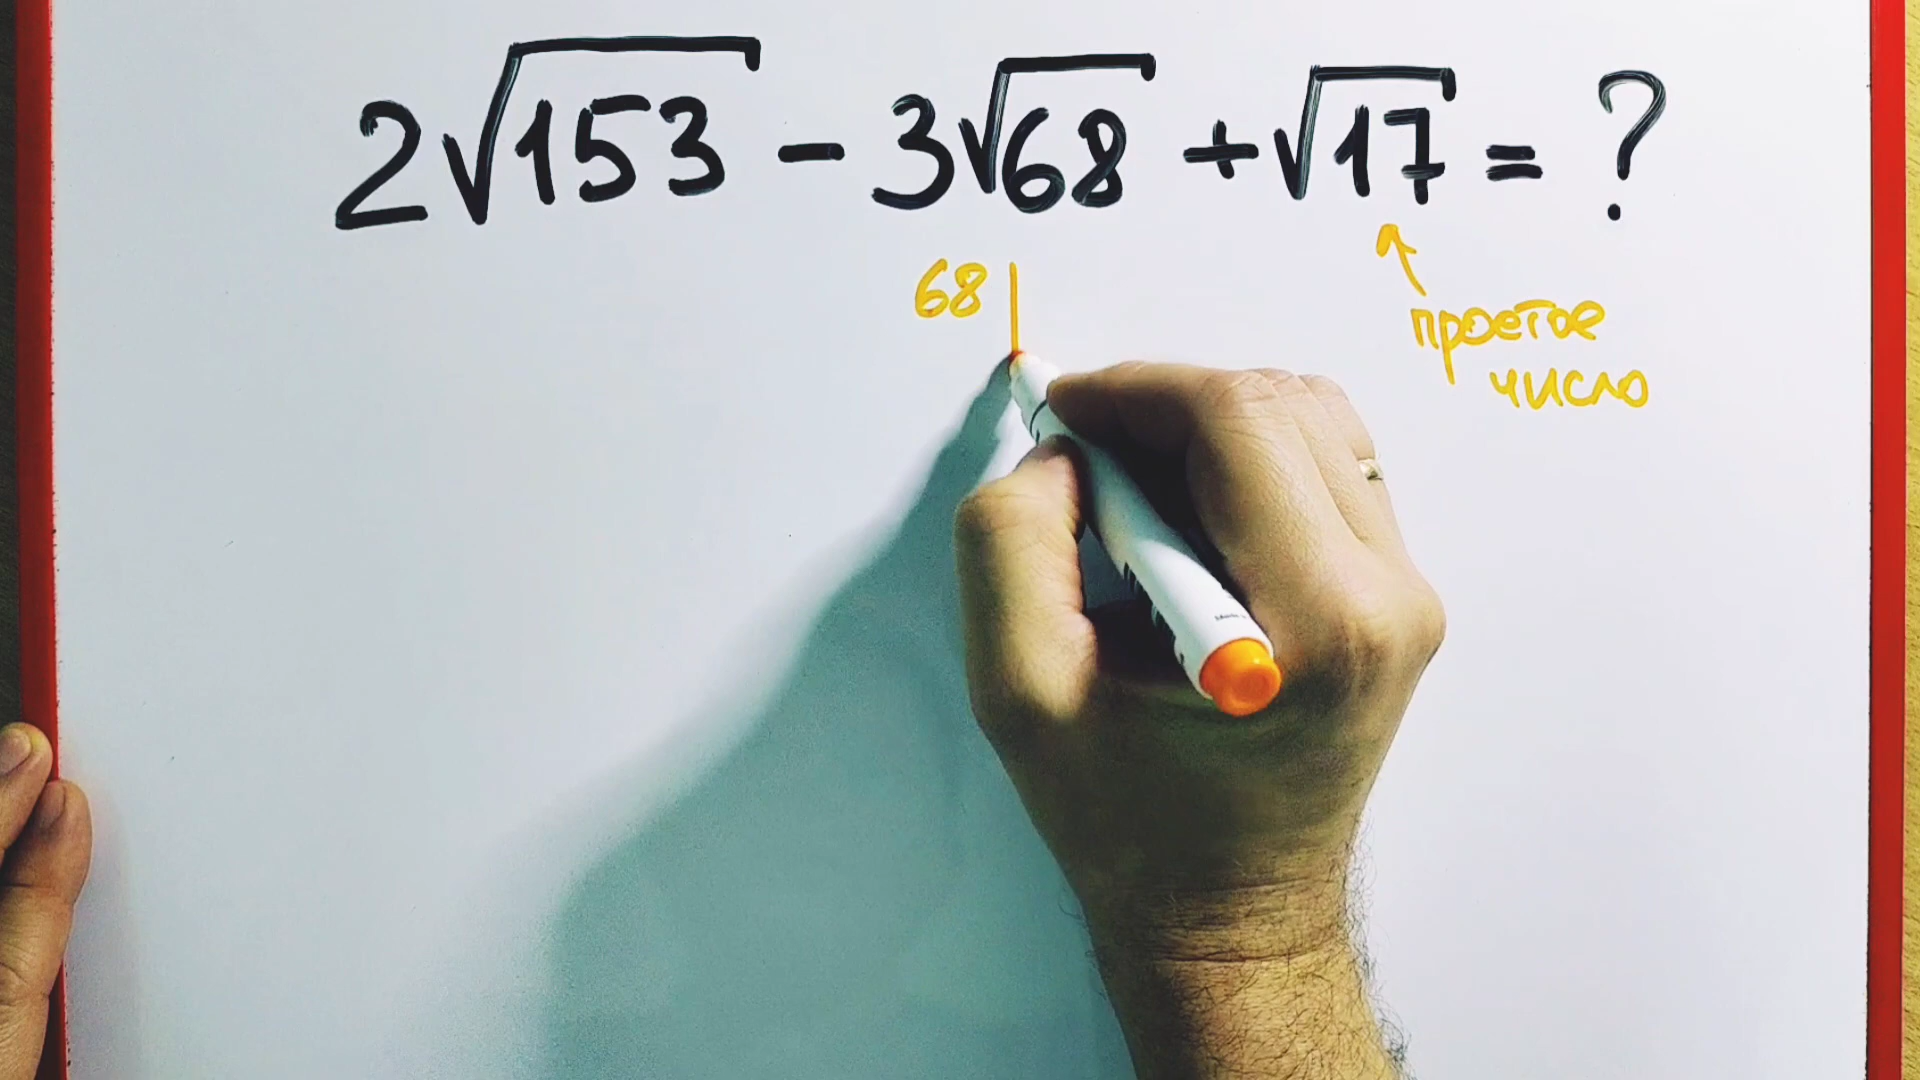 2√153 - 3√68 + √17 = ?
68
простое
число